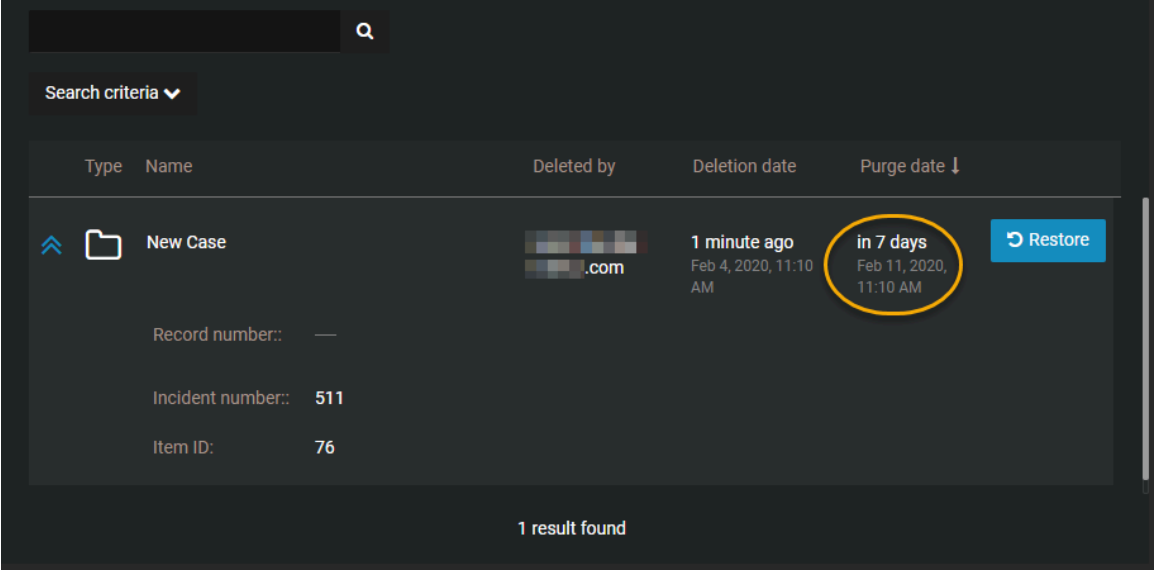 Search criteria
Type Name Deleted by Deletion date Purge date
New Case 1 minute ago in 7 days Restore
.com Feb 4, 2020, 11:10 Feb 11, 2020,
AM 11:10 AM
Record number:: —
Incident number:: 511
Item ID: 76
1 result found